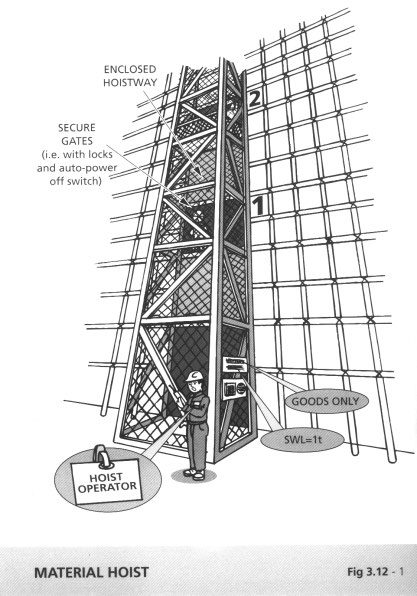 ENCLOSED
HOISTWAY
SECURE
GATES
(i.e. with locks
and auto-power
off switch)
2
1
GOODS ONLY
SWL=1t
HOIST
OPERATOR
MATERIAL HOIST
Fig 3.12 - 1